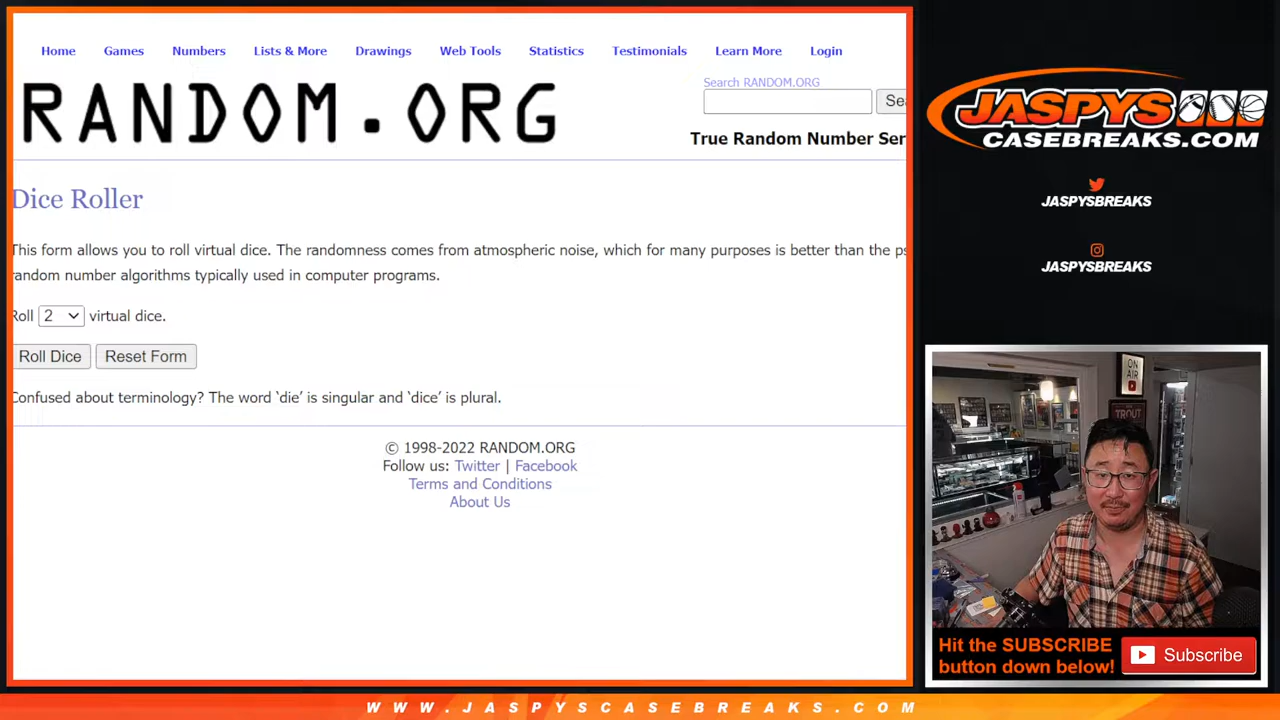 Home Games Numbers Lists & More Drawings Web Tools Statistics Testimonials Learn More Login
Search RANDOM.ORG
RANDOM.ORG
Sea
True Random Number Ser
Dice Roller
This form allows you to roll virtual dice. The randomness comes from atmospheric noise, which for many purposes is better than the ps
random number algorithms typically used in computer programs.
Roll 2 virtual dice.
Roll Dice Reset Form
Confused about terminology? The word ‘die’ is singular and ‘dice’ is plural.
© 1998-2022 RANDOM.ORG
Follow us: Twitter | Facebook
Terms and Conditions
About Us
JASPYS
CASEBREAKS.COM
JASPYSBREAKS
JASPYSBREAKS
ON
AIR
TROUT
Hit the SUBSCRIBE
button down below!
Subscribe
WWW.JASPYSCASEBREAKS.COM